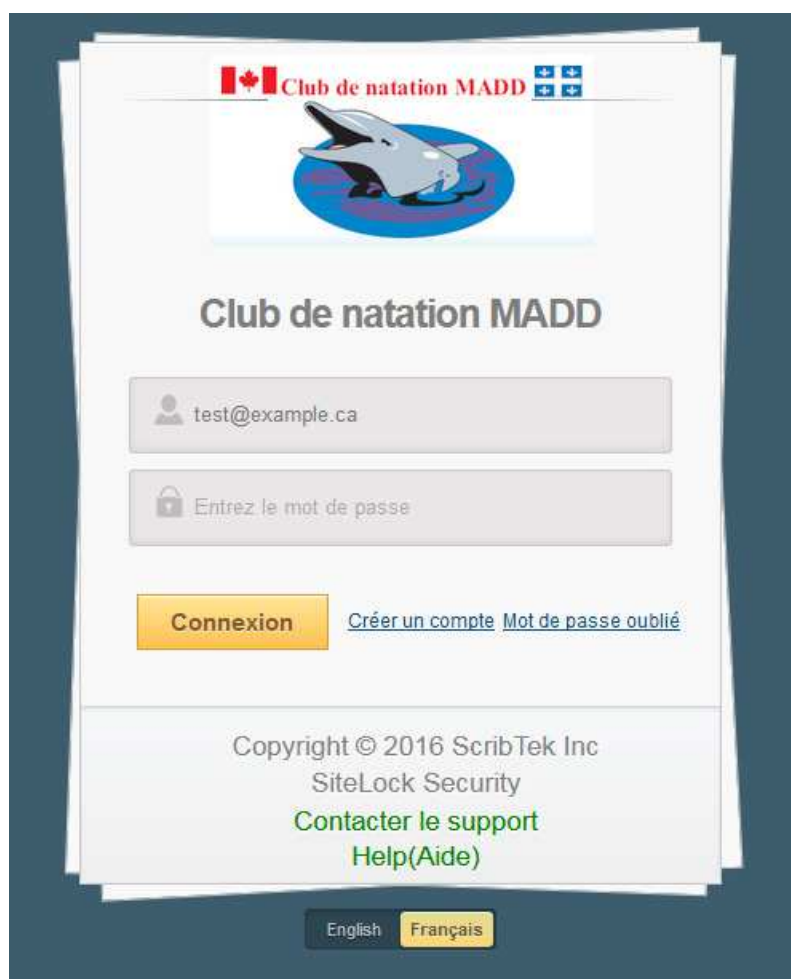 Club de natation MADD
Club de natation MADD
test@example.ca
Entrez le mot de passe
Connexion Créer un compte Mot de passe oublié
Copyright © 2016 ScribTek Inc
SiteLock Security
Contacter le support
Help(Aide)
English Français